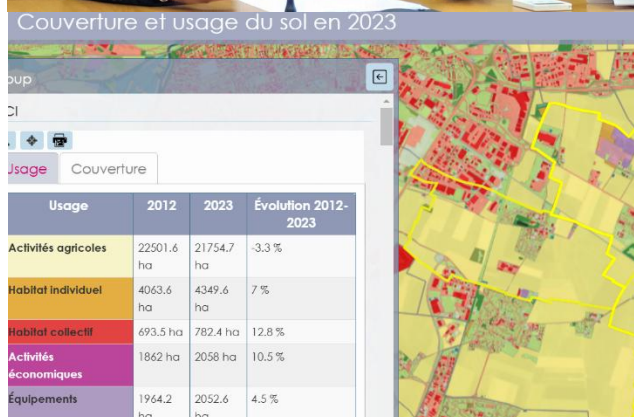 Couverture et usage du sol en 2023
oup
CI
Usage Couverture
Usage 2012 2023 Évolution 2012-
2023
Activités agricoles 22501.6 21754.7 -3.3 %
ha ha
Habitat individuel 4063.6 4349.6 7 %
ha ha
Habitat collectif 693.5 ha 782.4 ha 12.8 %
Activités 1862 ha 2058 ha 10.5 %
économiques
Équipements 1964.2 2052.6 4.5 %
ha ha